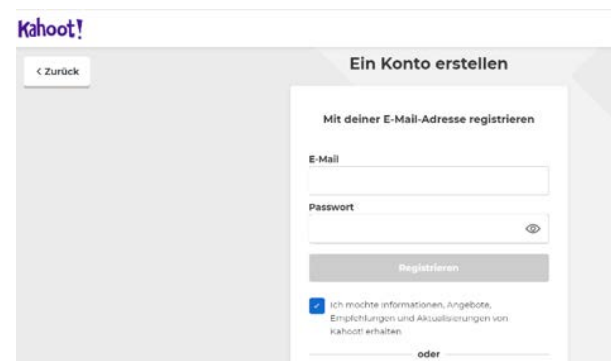 Kahoot!
< Zurück
Ein Konto erstellen
Mit deiner E-Mail-Adresse registrieren
E-Mail
Passwort
Registrieren
Ich möchte Informationen, Angebote,
Empfehlungen und Aktualisierungen von
Kahoot! erhalten
oder